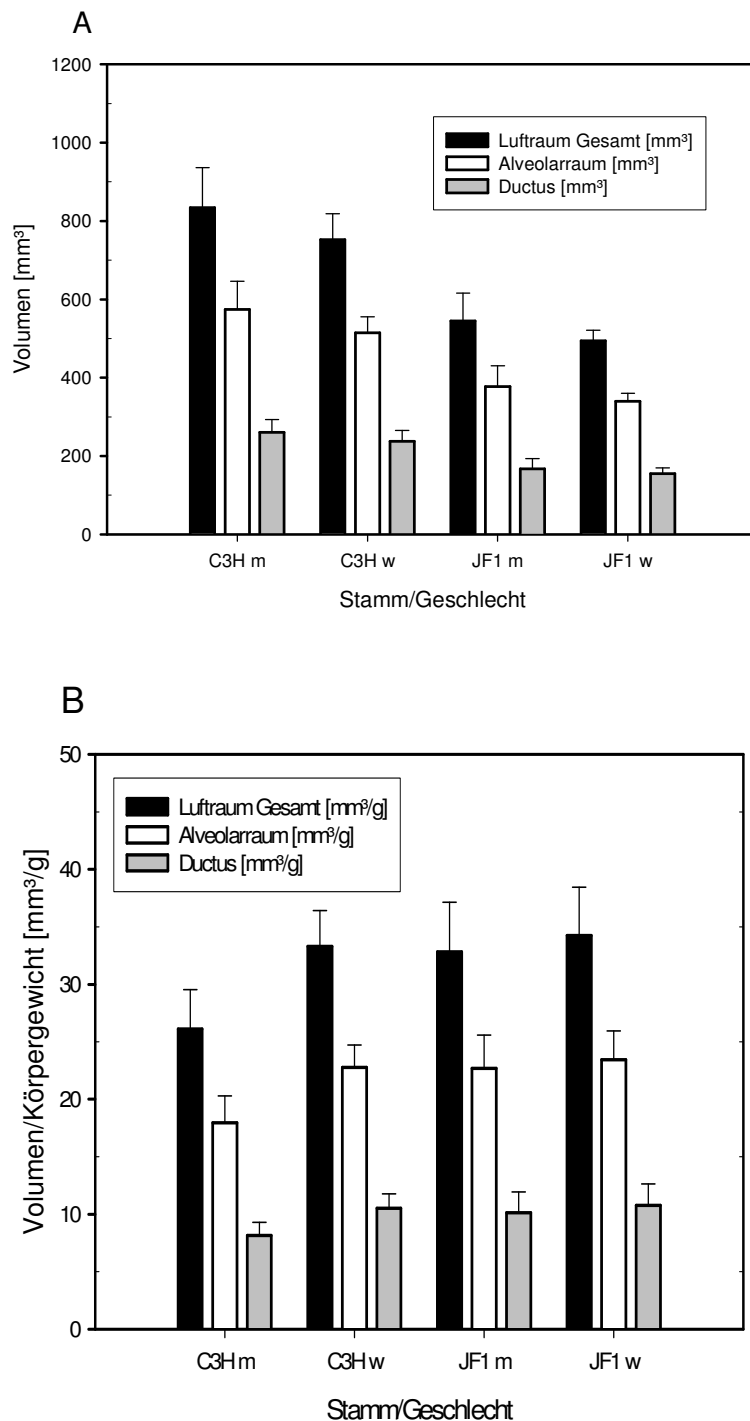 A
1200
1000
800
600
400
200
0
Volumen [mm³]
Luftraum Gesamt [mm³]
Alveolarraum [mm³]
Ductus [mm³]
C3H m C3H w JF1 m JF1 w
Stamm/Geschlecht
B
50
40
30
20
10
0
Volumen/Körpergewicht [mm³/g]
Luftraum Gesamt [mm³/g]
Alveolarraum [mm³/g]
Ductus [mm³/g]
C3H m C3H w JF1 m JF1 w
Stamm/Geschlecht